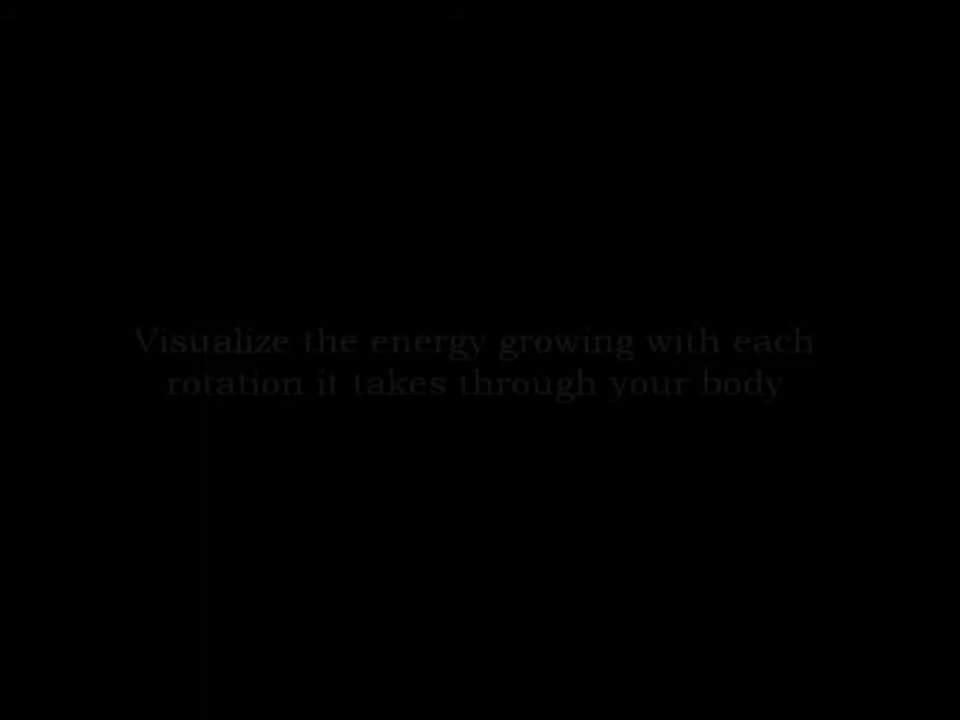 Visualize the energy growing with each
rotation it takes through your body